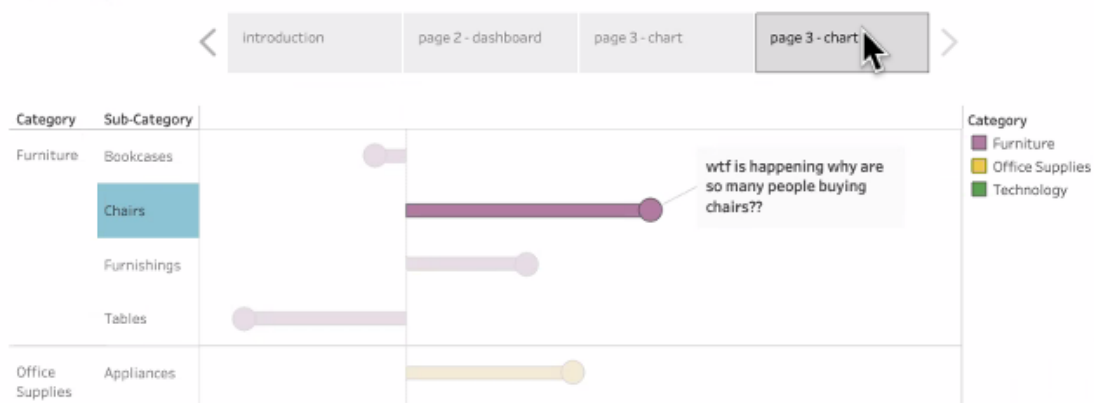 introduction
page 2 - dashboard
page 3 - chart
page 3 - chart
Category
Sub-Category
Furniture
Bookcases
Chairs
Furnishings
Tables
Office
Supplies
Appliances
wtf is happening why are
so many people buying
chairs??
Category
Furniture
Office Supplies
Technology